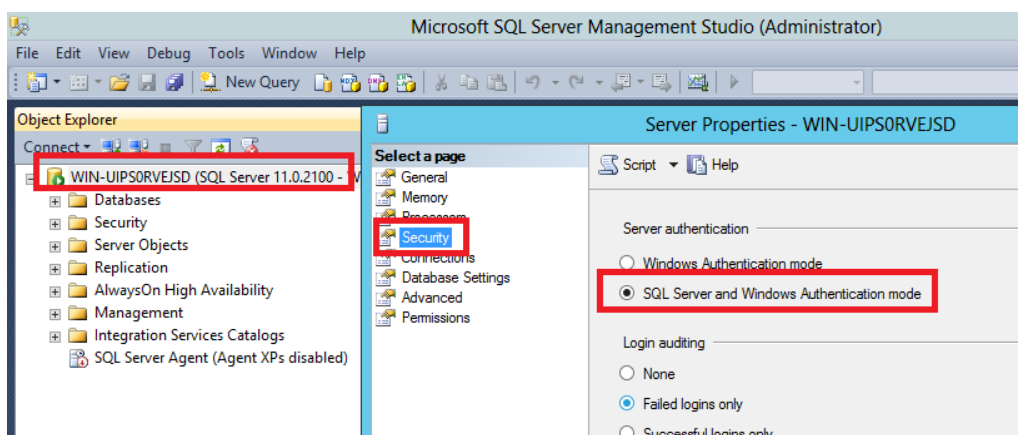 Microsoft SQL Server Management Studio (Administrator)
File Edit View Debug Tools Window Help
New Query
Object Explorer
Connect
WIN-UIPS0RVEJSD (SQL Server 11.0.2100 -
Databases
Security
Server Objects
Replication
AlwaysOn High Availability
Management
Integration Services Catalogs
SQL Server Agent (Agent XPs disabled)
Server Properties - WIN-UIPS0RVEJSD
Select a page
General
Memory
Processors
Security
Connections
Database Settings
Advanced
Permissions
Script Help
Server authentication
Windows Authentication mode
SQL Server and Windows Authentication mode
Login auditing
None
Failed logins only
Successful logins only